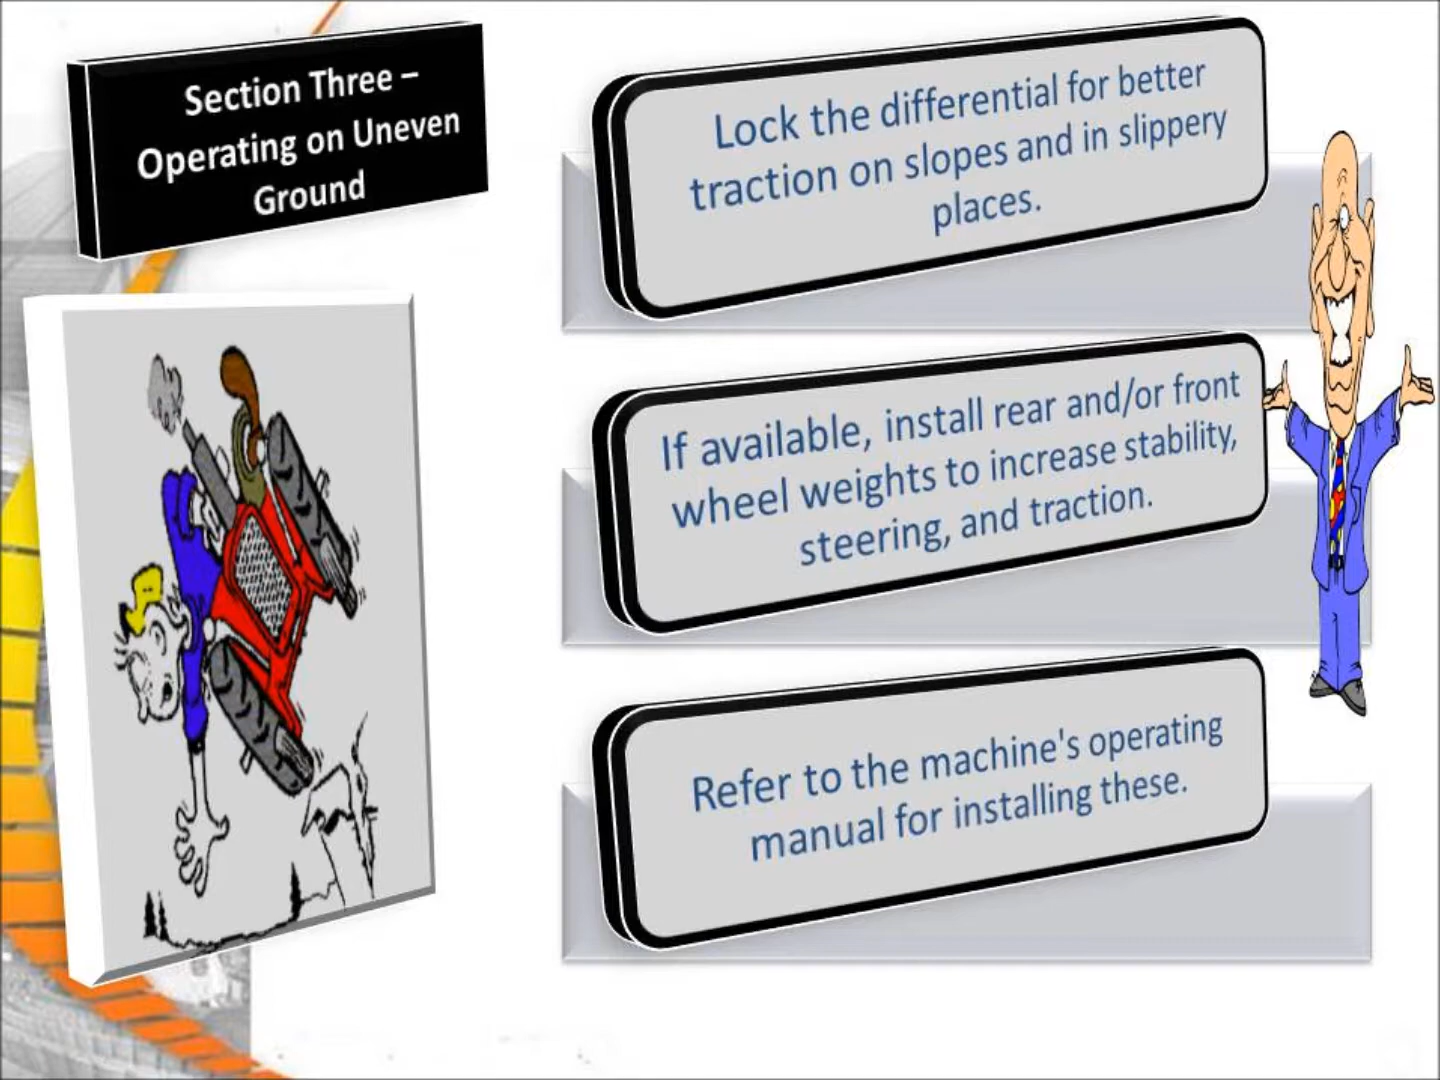 Section Three –
Operating on Uneven
Ground
Lock the differential for better
traction on slopes and in slippery
places.
If available, install rear and/or front
wheel weights to increase stability,
steering, and traction.
Refer to the machine's operating
manual for installing these.